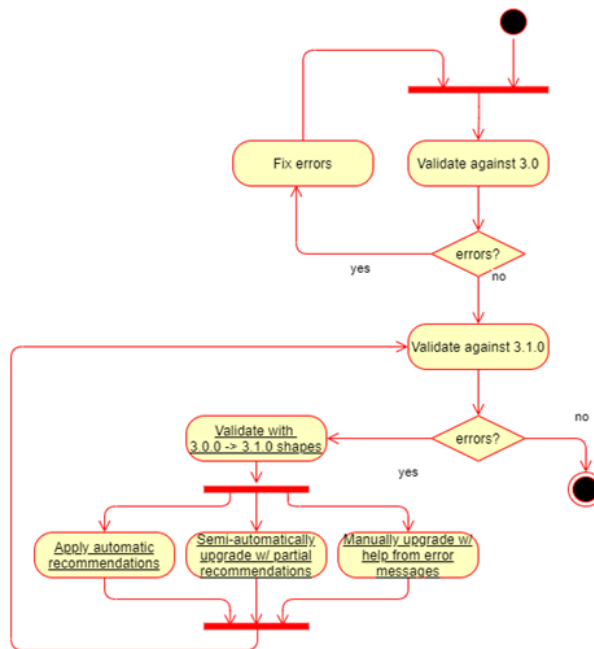 Fix errors
Validate against 3.0
errors?
yes
no
Validate against 3.1.0
Validate with
3.0.0 -> 3.1.0 shapes
errors?
no
yes
Apply automatic
recommendations
Semi-automatically
upgrade w/ partial
recommendations
Manually upgrade w/
help from error
messages